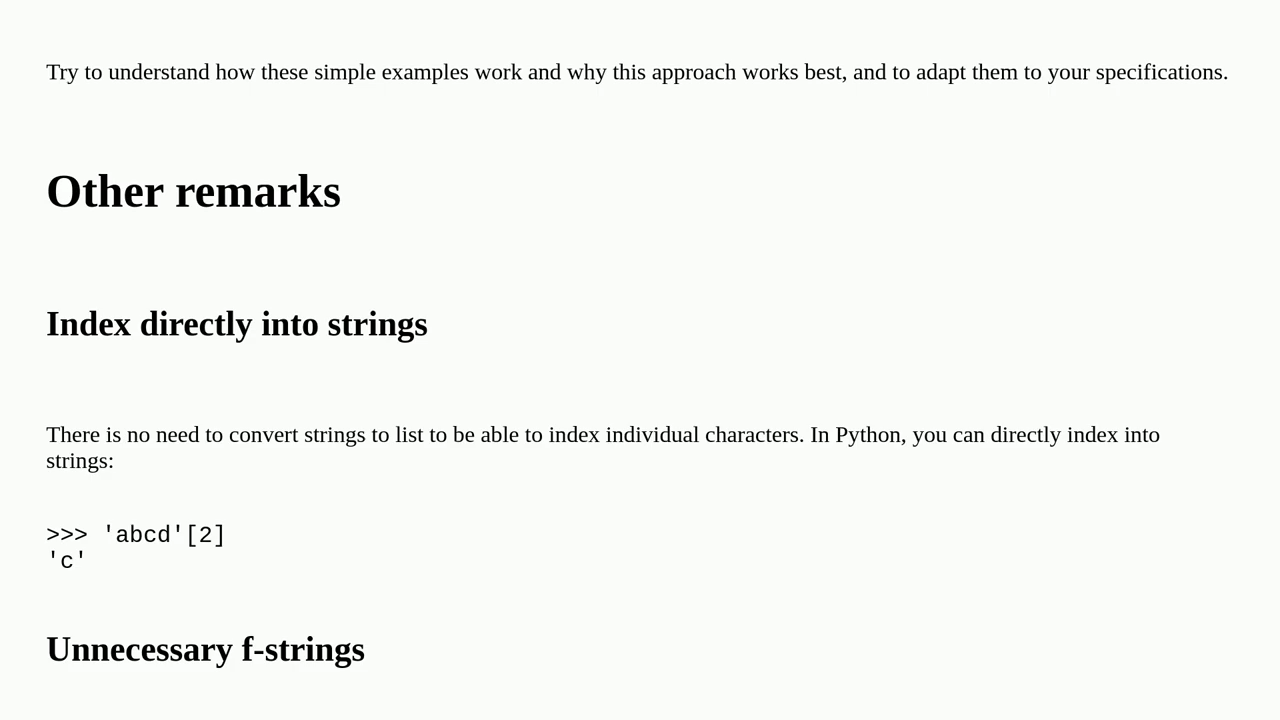 Try to understand how these simple examples work and why this approach works best, and to adapt them to your specifications.
Other remarks
Index directly into strings
There is no need to convert strings to list to be able to index individual characters. In Python, you can directly index into
strings:
>>> 'abcd'[2]
'c'
Unnecessary f-strings